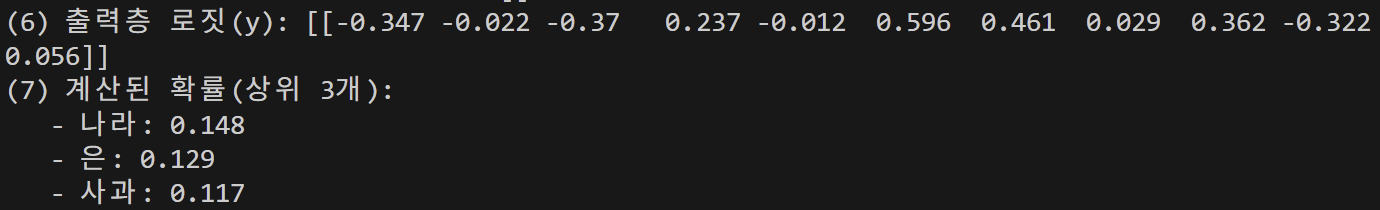 (6) 출력층 로짓(y): [[-0.347 -0.022 -0.37   0.237 -0.012  0.596  0.461  0.029  0.362 -0.322
0.056]]
(7) 계산된 확률(상위 3개):
   - 나라: 0.148
   - 은: 0.129
   - 사과: 0.117